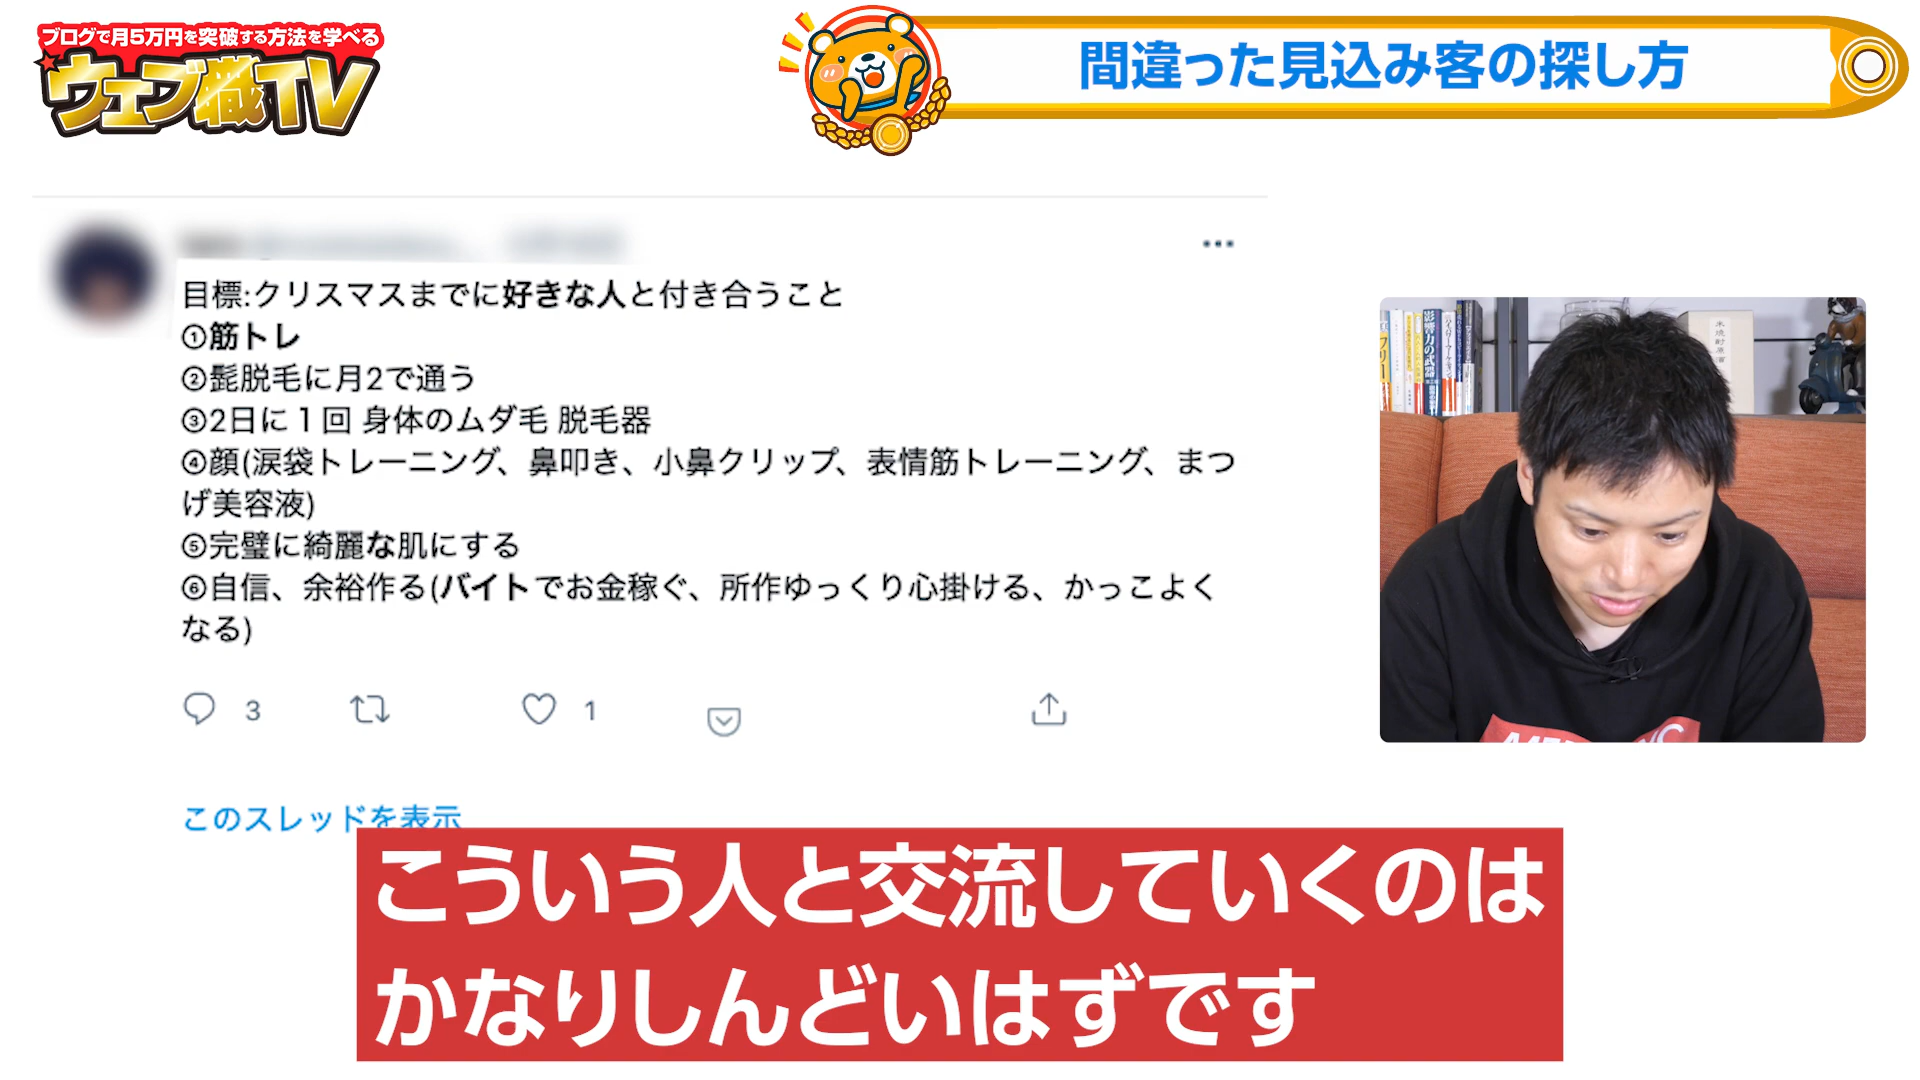 ブログで月5万円を突破する方法を学べる
ウェブ職TV
間違った見込み客の探し方
目標:クリスマスまでに好きな人と付き合うこと
①筋トレ
②髭脱毛に月2で通う
③2日に１回 身体のムダ毛 脱毛器
④顔(涙袋トレーニング、鼻叩き、小鼻クリップ、表情筋トレーニング、まつ
げ美容液)
⑤完璧に綺麗な肌にする
⑥自信、余裕作る(バイトでお金稼ぐ、所作ゆっくり心掛ける、かっこよく
なる)
3
1
このスレッドを表示
影響力の武器
こういう人と交流していくのは
かなりしんどいはずです